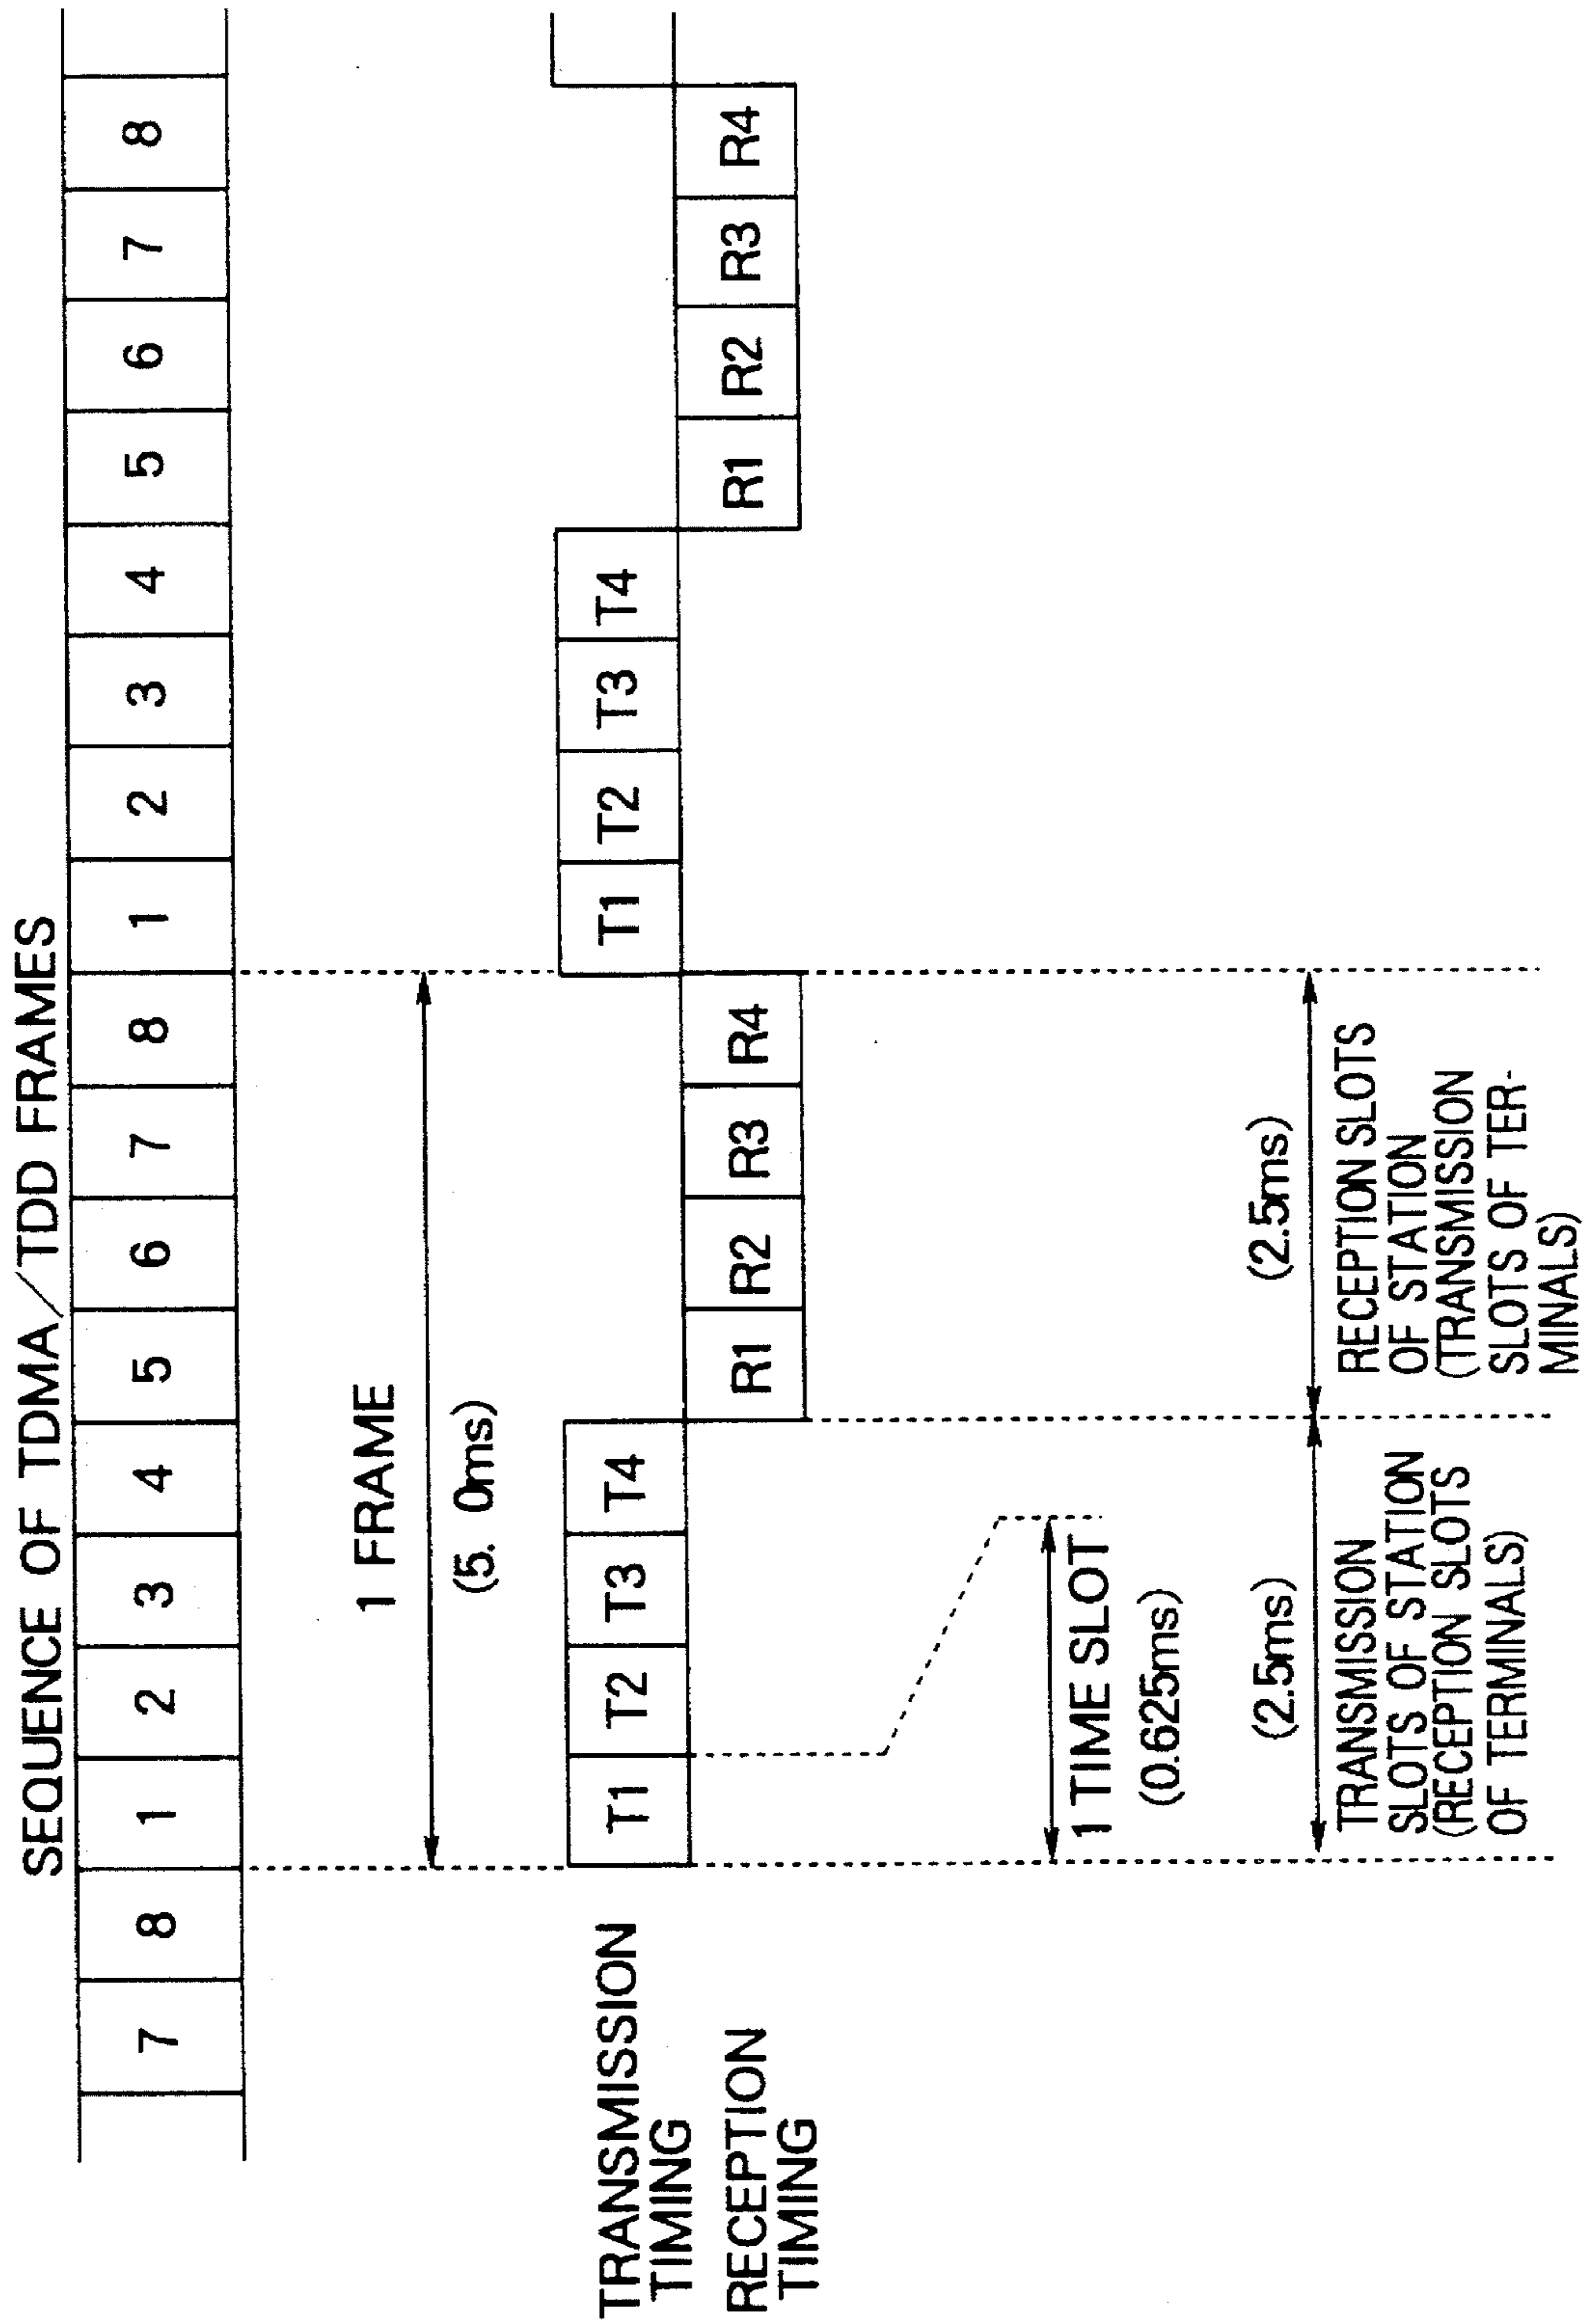 SEQUENCE OF TDMA/TDD FRAMES
7 8 1 2 3 4 5 6 7 8 1 2 3 4 5 6 7 8
1 FRAME
(5. 0ms)
TRANSMISSION
TIMING
T1 T2 T3 T4 T1 T2 T3 T4
RECEPTION
TIMING
R1 R2 R3 R4 R1 R2 R3 R4
1 TIME SLOT
(0.625ms)
(2.5ms)
TRANSMISSION
SLOTS OF STATION
(RECEPTION SLOTS
OF TERMINALS)
(2.5ms)
RECEPTION SLOTS
OF STATION
(TRANSMISSION
SLOTS OF TER-
MINALS)